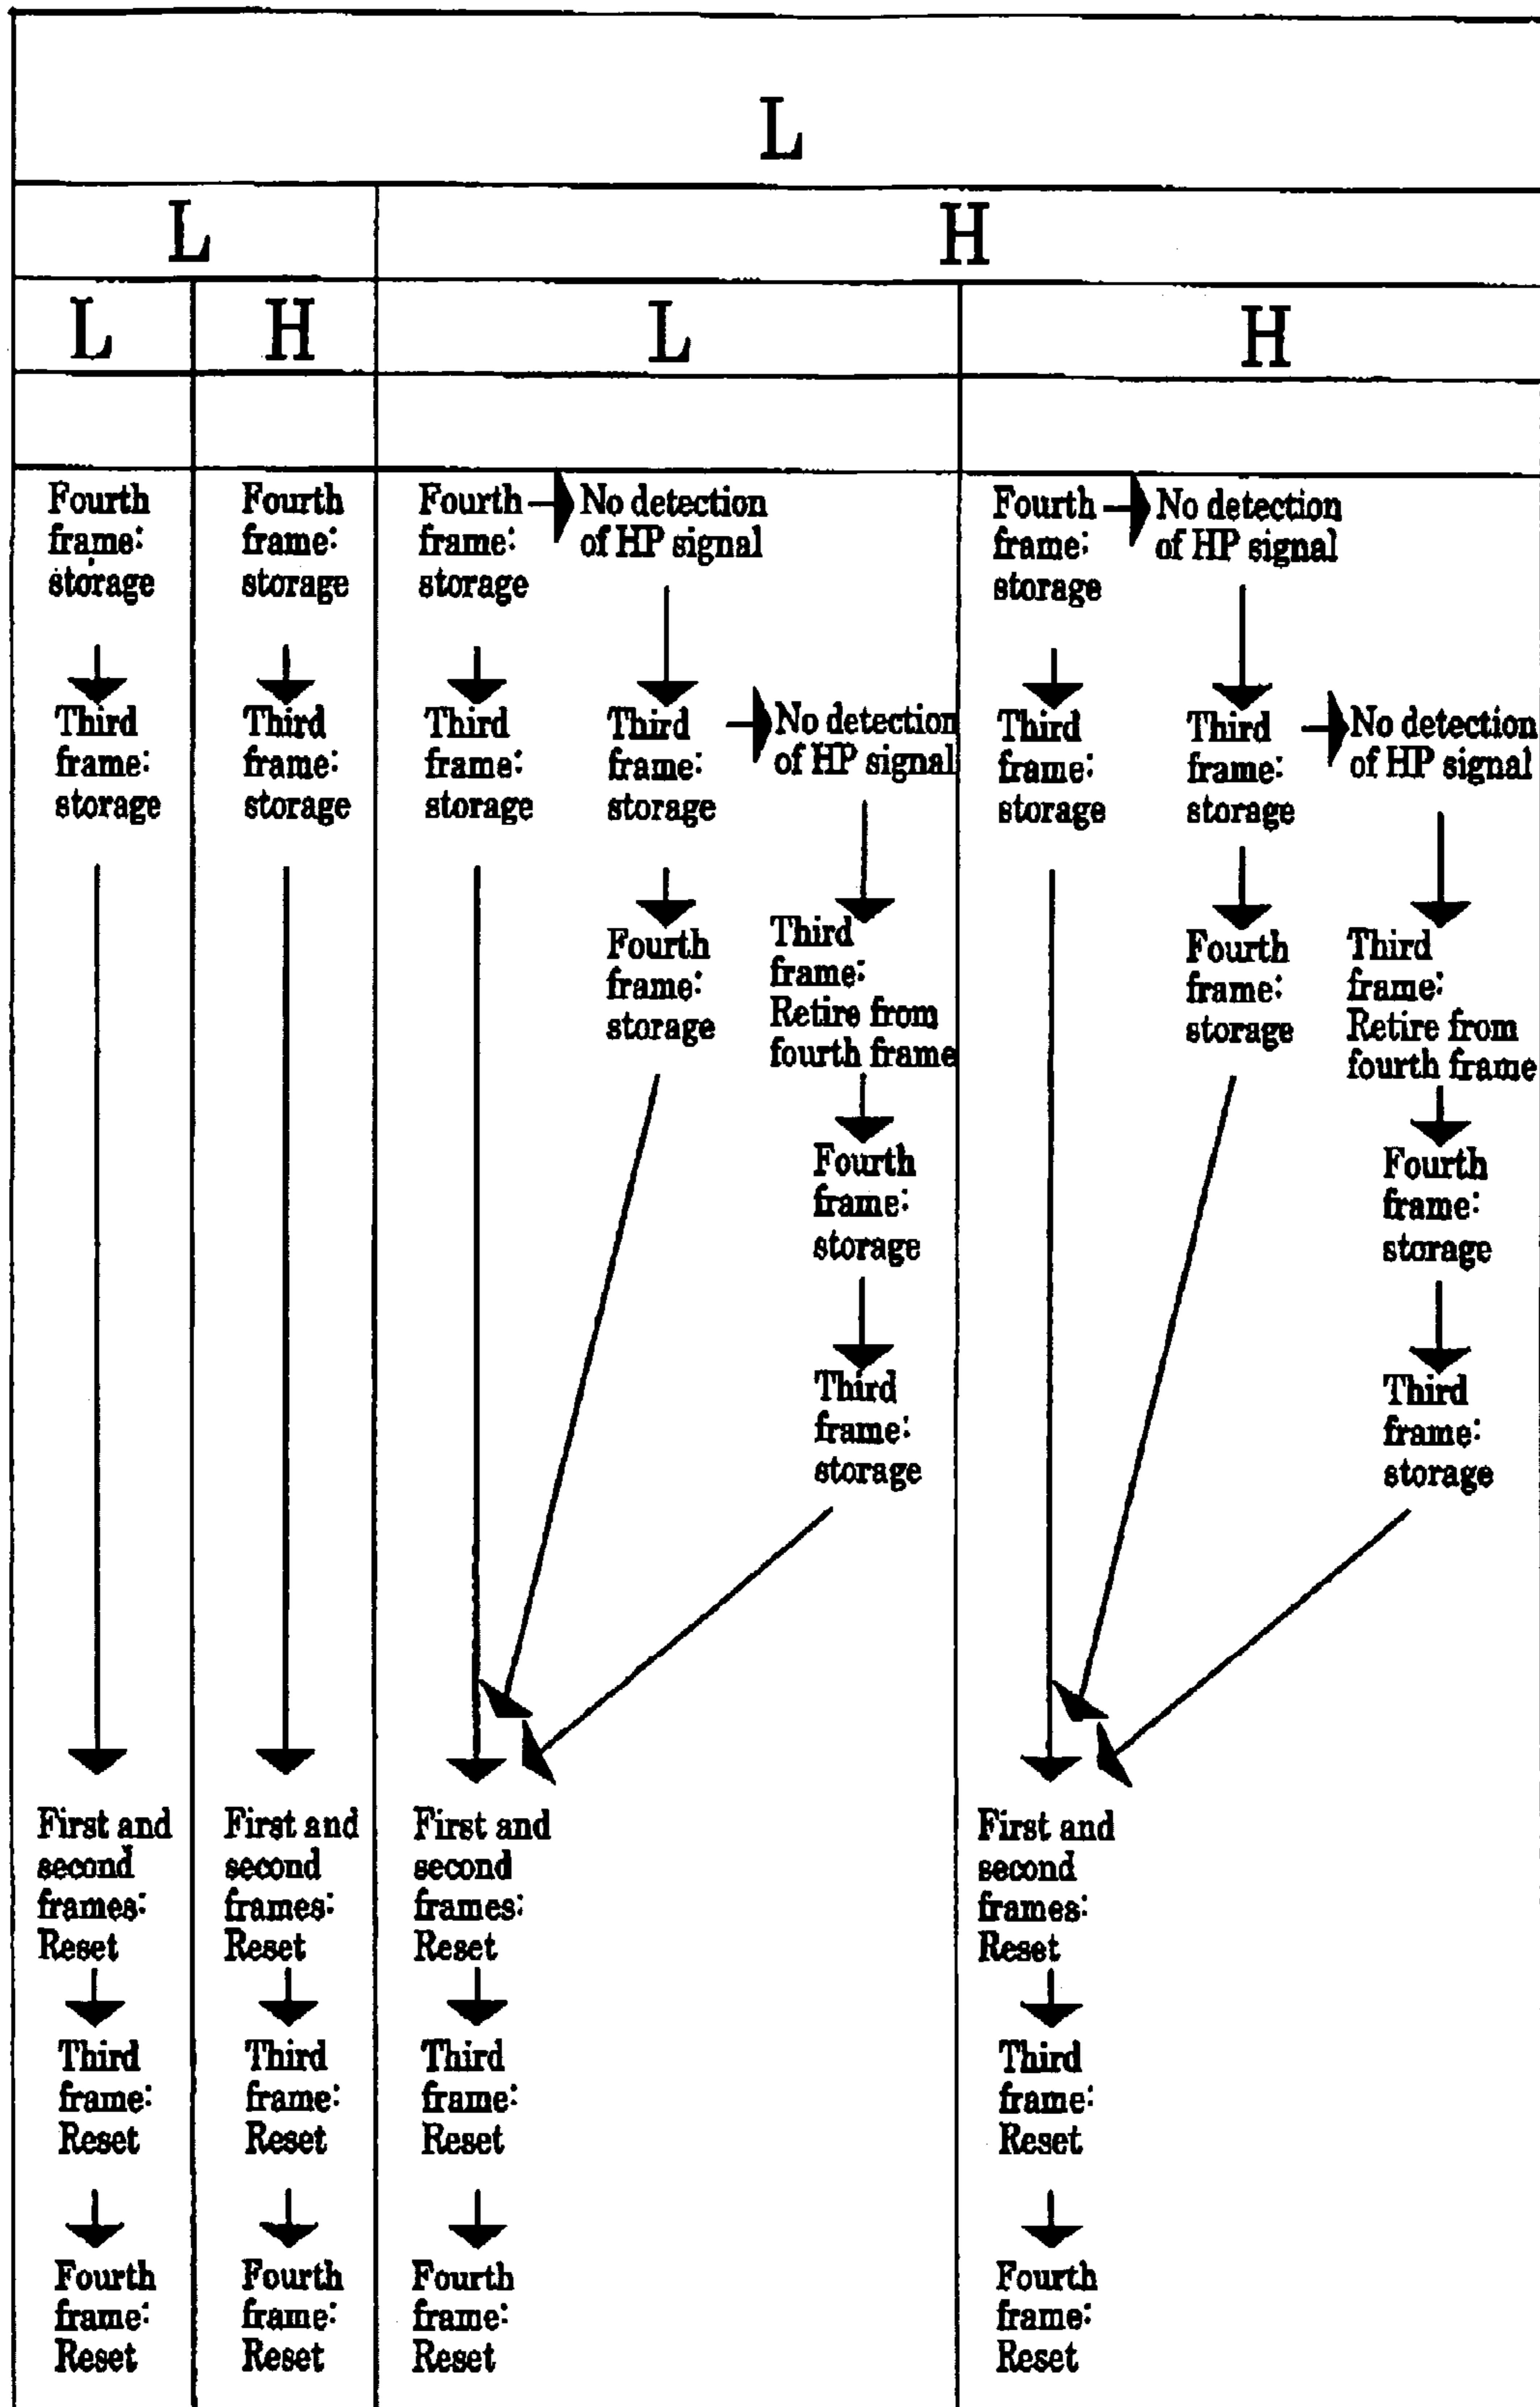 L
L
H
L
H
L
H
Fourth
frame:
storage
Third
frame:
storage
First and
second
frames:
Reset
Third
frame:
Reset
Fourth
frame:
Reset
Fourth
frame:
storage
Third
frame:
storage
First and
second
frames:
Reset
Third
frame:
Reset
Fourth
frame:
Reset
Fourth
frame:
storage
Third
frame:
storage
No detection
of HP signal
Third
frame:
storage
Fourth
frame:
storage
No detection
of HP signal
Third
frame:
Retire from
fourth frame
Fourth
frame:
storage
Third
frame:
storage
First and
second
frames:
Reset
Third
frame:
Reset
Fourth
frame:
Reset
Fourth
frame:
storage
Third
frame:
storage
No detection
of HP signal
Third
frame:
storage
Fourth
frame:
storage
No detection
of HP signal
Third
frame:
Retire from
fourth frame
Fourth
frame:
storage
Third
frame:
storage
First and
second
frames:
Reset
Third
frame:
Reset
Fourth
frame:
Reset